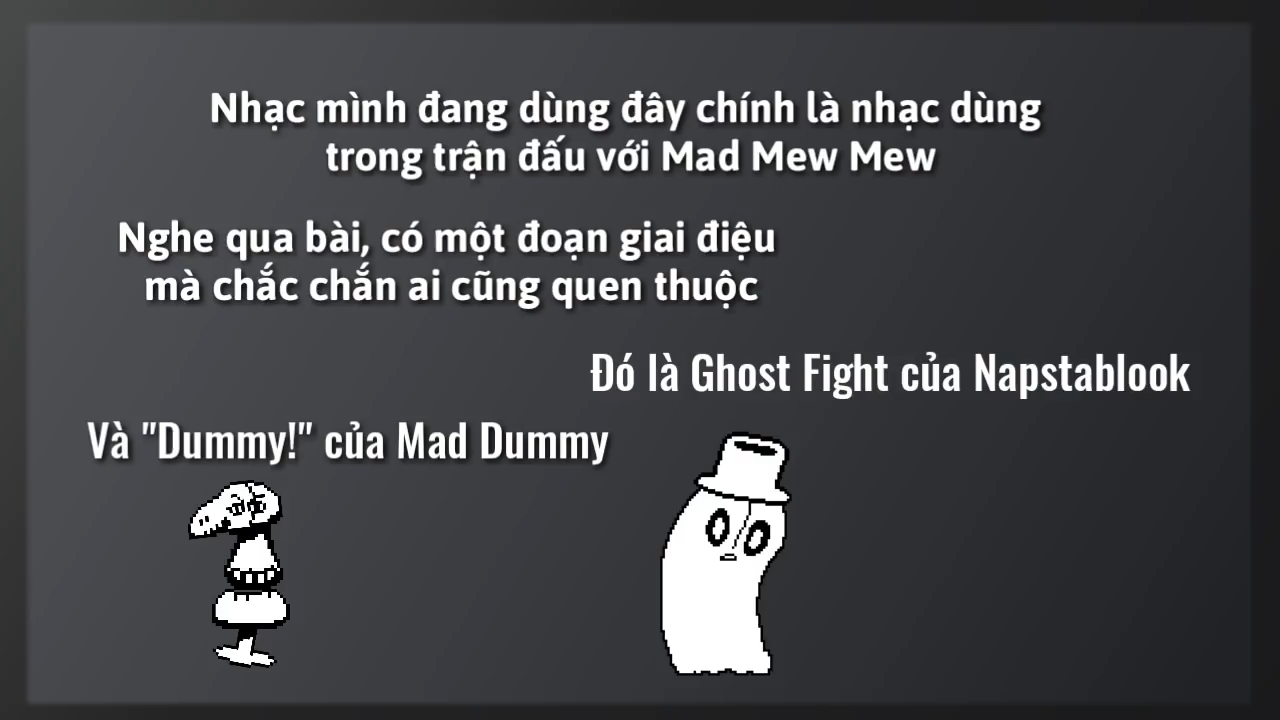 Nhạc mình đang dùng đây chính là nhạc dùng
trong trận đấu với Mad Mew Mew
Nghe qua bài, có một đoạn giai điệu
mà chắc chắn ai cũng quen thuộc
Đó là Ghost Fight của Napstablook
Và "Dummy!" của Mad Dummy